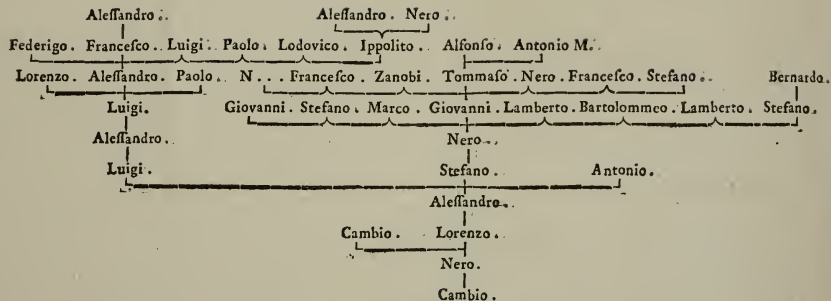 Aleſſandro. Aleſſandro. Nero.
Federigo. Franceſco. Luigi. Paolo. Lodovico. Ippolito. Alfonſo. Antonio M.
Lorenzo. Aleſſandro. Paolo. N... Franceſco. Zanobi. Tommaſo. Nero. Franceſco. Stefano. Bernardo.
Luigi. Giovanni. Stefano. Marco. Giovanni. Lamberto. Bartolommeo. Lamberto. Stefano.
Aleſſandro. Nero.
Luigi. Stefano. Antonio.
Aleſſandro.
Cambio. Lorenzo.
Nero.
Cambio.